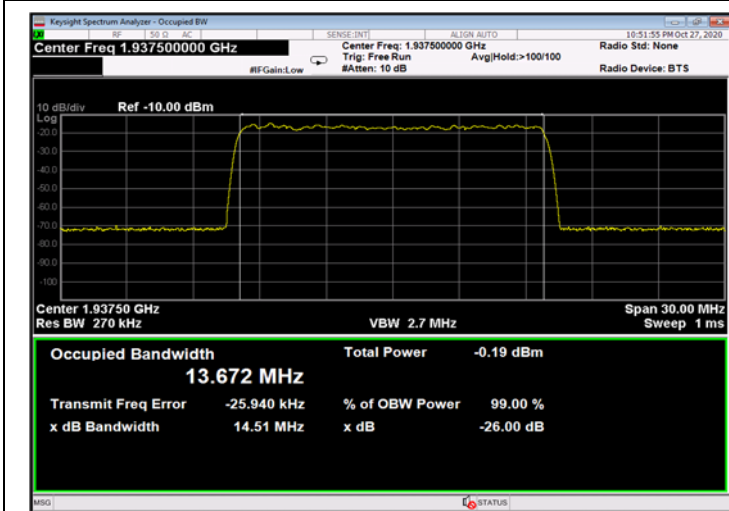 Keysight Spectrum Analyzer - Occupied BW
RF 50 Ω AC SENSE:INT ALIGN AUTO 10:51:55 PM Oct 27, 2020
Center Freq 1.937500000 GHz Center Freq: 1.937500000 GHz Radio Std: None
Trig: Free Run Avg|Hold:>100/100
#IFGain:Low #Atten: 10 dB Radio Device: BTS
10 dB/div Ref -10.00 dBm
Log
-20.0
-30.0
-40.0
-50.0
-60.0
-70.0
-80.0
-90.0
-100
Center 1.93750 GHz Span 30.00 MHz
Res BW 270 kHz VBW 2.7 MHz Sweep 1 ms
Occupied Bandwidth Total Power -0.19 dBm
13.672 MHz
Transmit Freq Error -25.940 kHz % of OBW Power 99.00 %
x dB Bandwidth 14.51 MHz x dB -26.00 dB
MSG STATUS